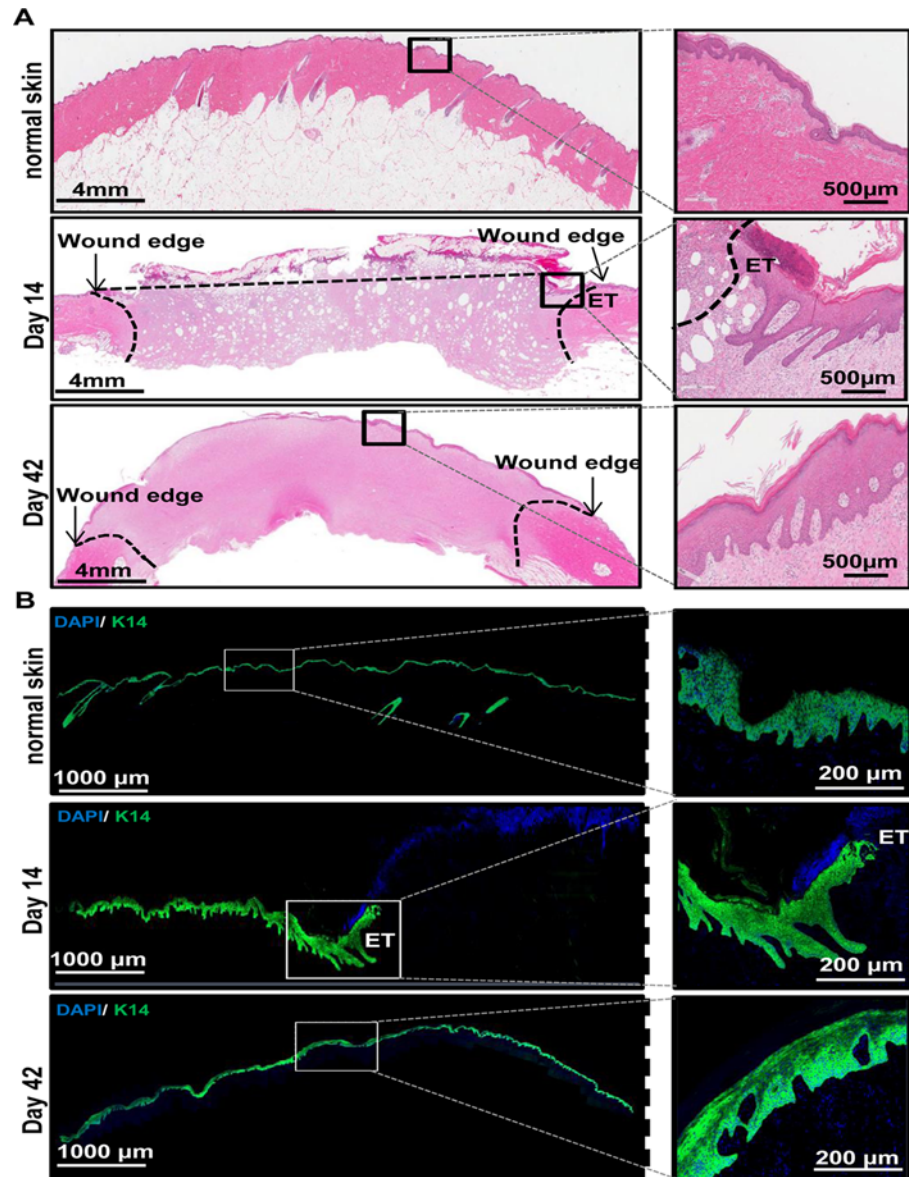 A
normal skin
4mm
500µm
Day 14
Wound edge
Wound edge
ET
4mm
ET
500µm
Day 42
Wound edge
Wound edge
4mm
500µm
B
normal skin
DAPI/ K14
1000 µm
200 µm
Day 14
DAPI/ K14
ET
1000 µm
ET
200 µm
Day 42
DAPI/ K14
1000 µm
200 µm